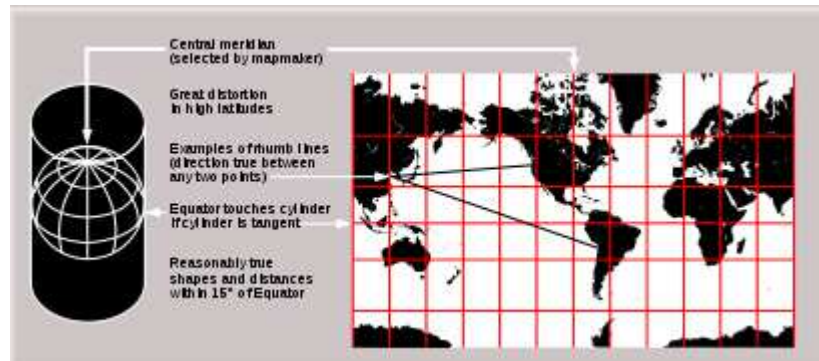 Central meridian
(selected by mapmaker)
Great distortion
in high latitudes
Examples of rhumb lines
(direction true between
any two points)
Equator touches cylinder
if cylinder is tangent
Reasonably true
shapes and distances
within 15° of Equator